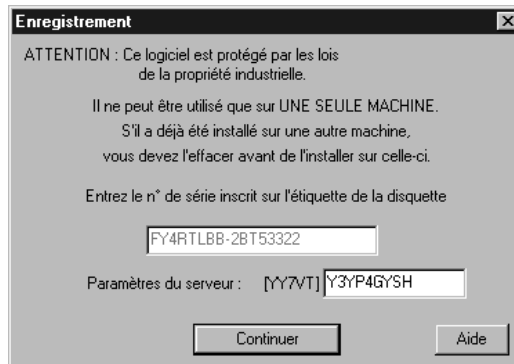 Enregistrement
ATTENTION : Ce logiciel est protégé par les lois
de la propriété industrielle.
Il ne peut être utilisé que sur UNE SEULE MACHINE.
S'il a déjà été installé sur une autre machine,
vous devez l'effacer avant de l'installer sur celle-ci.
Entrez le n° de série inscrit sur l'étiquette de la disquette
FY4RTLBB-2BT53322
Paramètres du serveur : [YY7VT] Y3YP4GYSH
Continuer Aide